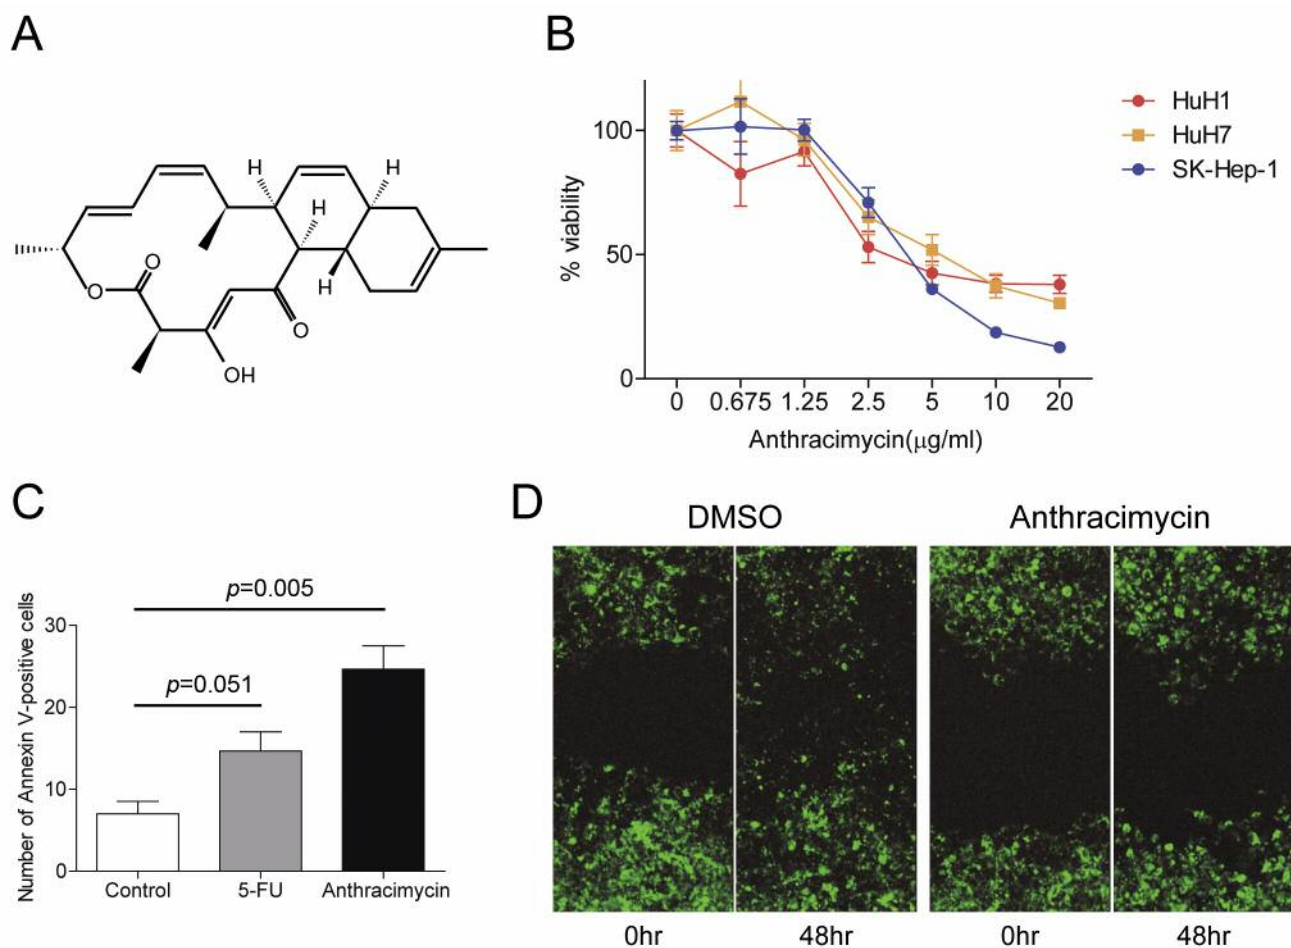 A
H
H
H
H
O
O
O
OH
B
HuH1
HuH7
SK-Hep-1
% viability
100
50
0
0 0.675 1.25 2.5 5 10 20
Anthracimycin(μg/ml)
C
Number of Annexin V-positive cells
30
20
10
0
p=0.005
p=0.051
Control 5-FU Anthracimycin
D
DMSO Anthracimycin
0hr 48hr 0hr 48hr